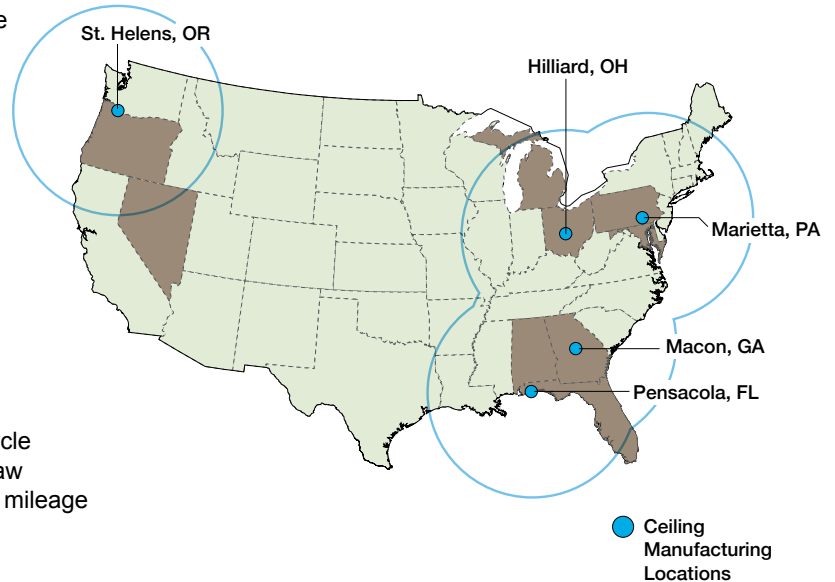 e
St. Helens, OR
Hilliard, OH
Marietta, PA
Macon, GA
Pensacola, FL
cle
aw
mileage
Ceiling
Manufacturing
Locations